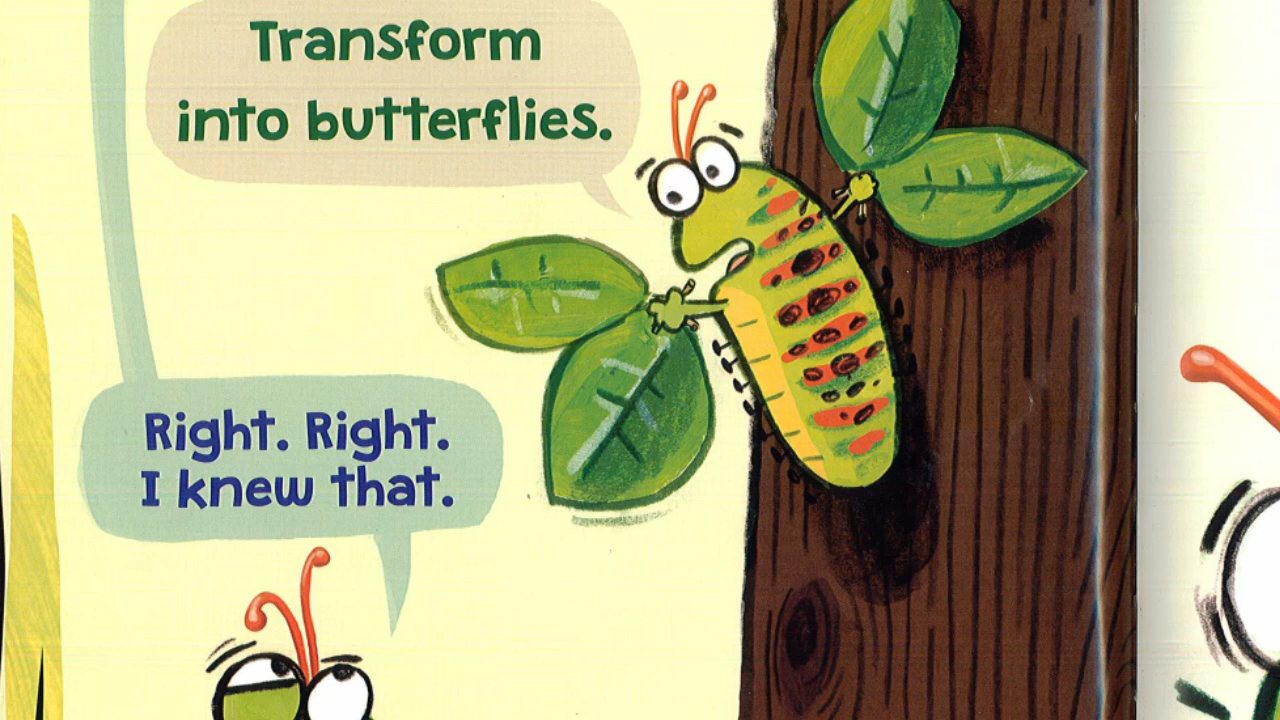 Transform
into butterflies.
Right. Right.
I knew that.